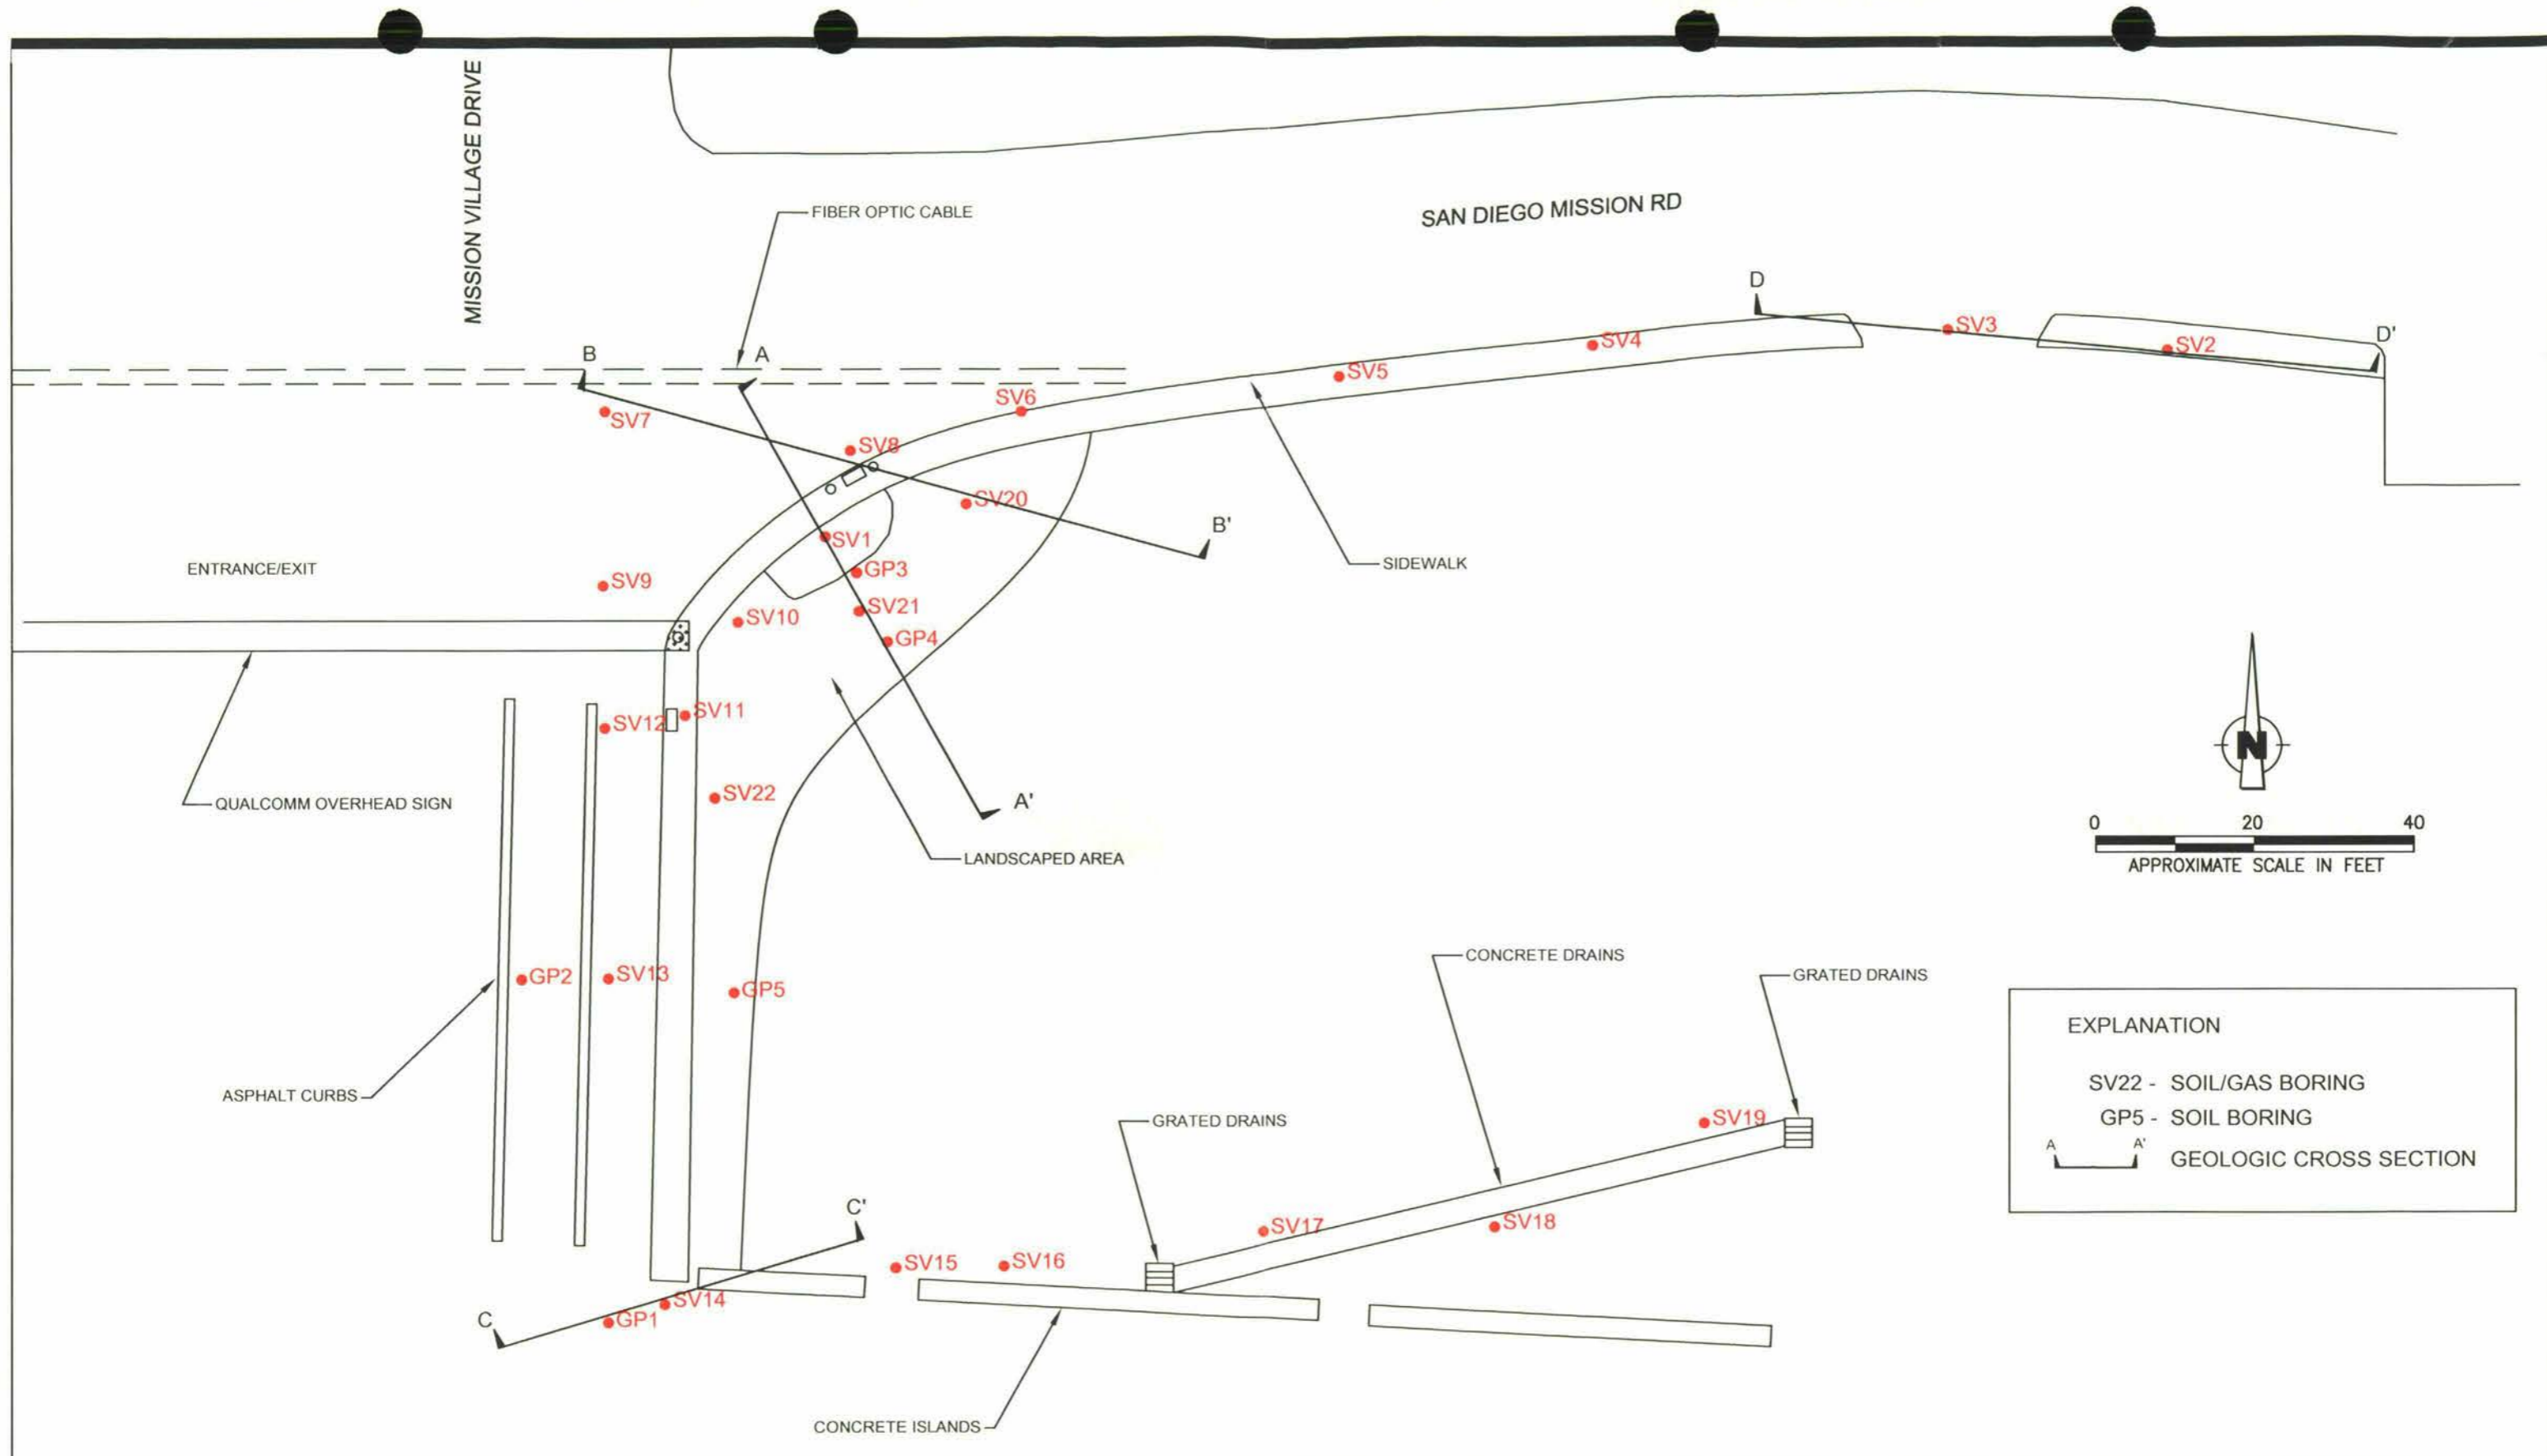 MISSION VILLAGE DRIVE
FIBER OPTIC CABLE
SAN DIEGO MISSION RD
D
B
A
SV3
SV4
SV2
D'
SV5
SV6
SV7
SV8
SV20
B'
SV1
SIDEWALK
ENTRANCE/EXIT
GP3
SV9
SV21
SV10
GP4
SV11
SV12
N
SV22
A'
QUALCOMM OVERHEAD SIGN
0 20 40
APPROXIMATE SCALE IN FEET
LANDSCAPED AREA
CONCRETE DRAINS
GRATED DRAINS
GP2
SV13
GP5
EXPLANATION
SV22 - SOIL/GAS BORING
GP5 - SOIL BORING
A A' GEOLOGIC CROSS SECTION
ASPHALT CURBS
GRATED DRAINS
SV19
C'
SV17
SV18
SV15
SV16
SV14
C
GP1
CONCRETE ISLANDS